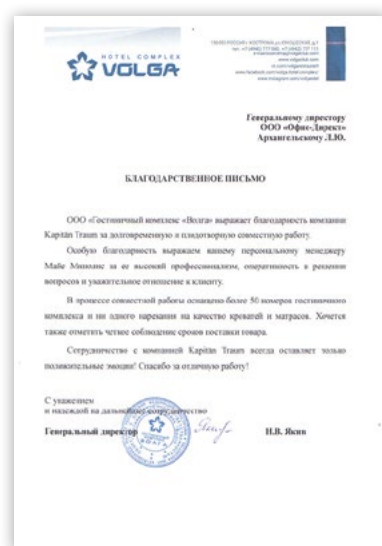 HOTEL COMPLEX
VOLGA
Генеральному директору
ООО «Офис-Директ»
Архангельскому Л.Ю.
БЛАГОДАРСТВЕННОЕ ПИСЬМО
ООО «Гостиничный комплекс «Волга» выражает благодарность компании
Kapitän Traum за долговременную и плодотворную совместную работу.
Особую благодарность выражаем вашему персональному менеджеру
Майе за ее высокий профессионализм, оперативность в решении
вопросов и уважительное отношение к клиенту.
В процессе совместной работы оснащено более 50 номеров гостиничного
комплекса и ни одного нарекания на качество кроватей и матрасов. Хочется
также отметить четкое соблюдение сроков поставки товара.
Сотрудничество с компанией Kapitän Traum всегда оставляет только
положительные эмоции! Спасибо за отличную работу!
С уважением
и надеждой на дальнейшее сотрудничество
Генеральный директор Н.В. Якив